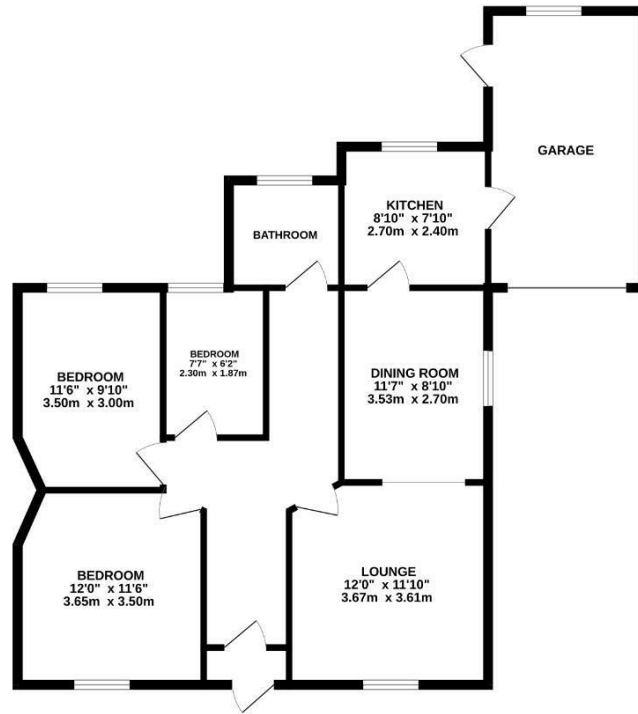 GARAGE
KITCHEN
8'10" x 7'10"
2.70m x 2.40m
BATHROOM
BEDROOM
7'7" x 6'2"
2.30m x 1.87m
BEDROOM
11'6" x 9'10"
3.50m x 3.00m
DINING ROOM
11'7" x 8'10"
3.53m x 2.70m
BEDROOM
12'0" x 11'6"
3.65m x 3.50m
LOUNGE
12'0" x 11'10"
3.67m x 3.61m